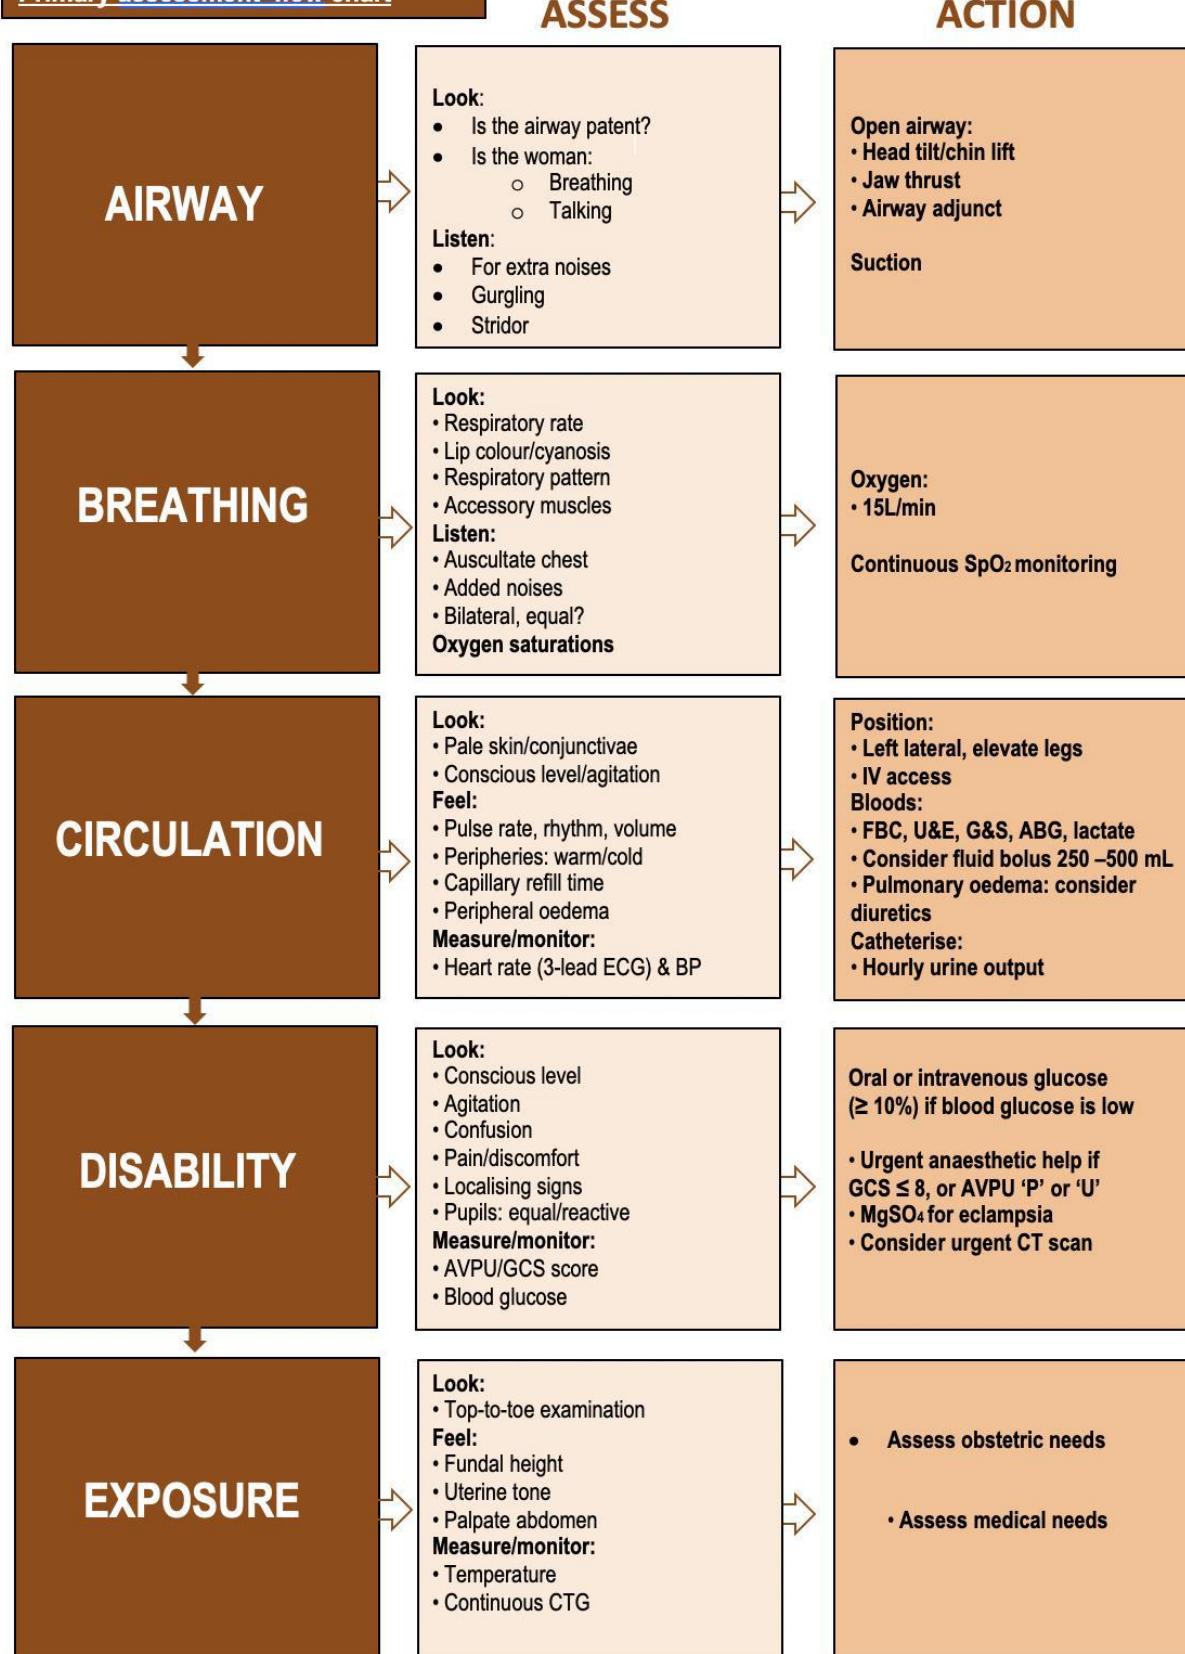 Primary assessment flow chart
ASSESS
ACTION
AIRWAY
Look:
• Is the airway patent?
• Is the woman:
o Breathing
o Talking
Listen:
• For extra noises
• Gurgling
• Stridor
Open airway:
• Head tilt/chin lift
• Jaw thrust
• Airway adjunct
Suction
BREATHING
Look:
• Respiratory rate
• Lip colour/cyanosis
• Respiratory pattern
• Accessory muscles
Listen:
• Auscultate chest
• Added noises
• Bilateral, equal?
Oxygen saturations
Oxygen:
• 15L/min
Continuous SpO₂ monitoring
CIRCULATION
Look:
• Pale skin/conjunctivae
• Conscious level/agitation
Feel:
• Pulse rate, rhythm, volume
• Peripheries: warm/cold
• Capillary refill time
• Peripheral oedema
Measure/monitor:
• Heart rate (3-lead ECG) & BP
Position:
• Left lateral, elevate legs
• IV access
Bloods:
• FBC, U&E, G&S, ABG, lactate
• Consider fluid bolus 250 –500 mL
• Pulmonary oedema: consider
diuretics
Catheterise:
• Hourly urine output
DISABILITY
Look:
• Conscious level
• Agitation
• Confusion
• Pain/discomfort
• Localising signs
• Pupils: equal/reactive
Measure/monitor:
• AVPU/GCS score
• Blood glucose
Oral or intravenous glucose
(≥ 10%) if blood glucose is low
• Urgent anaesthetic help if
GCS ≤ 8, or AVPU ‘P’ or ‘U’
• MgSO₄ for eclampsia
• Consider urgent CT scan
EXPOSURE
Look:
• Top-to-toe examination
Feel:
• Fundal height
• Uterine tone
• Palpate abdomen
Measure/monitor:
• Temperature
• Continuous CTG
• Assess obstetric needs
• Assess medical needs